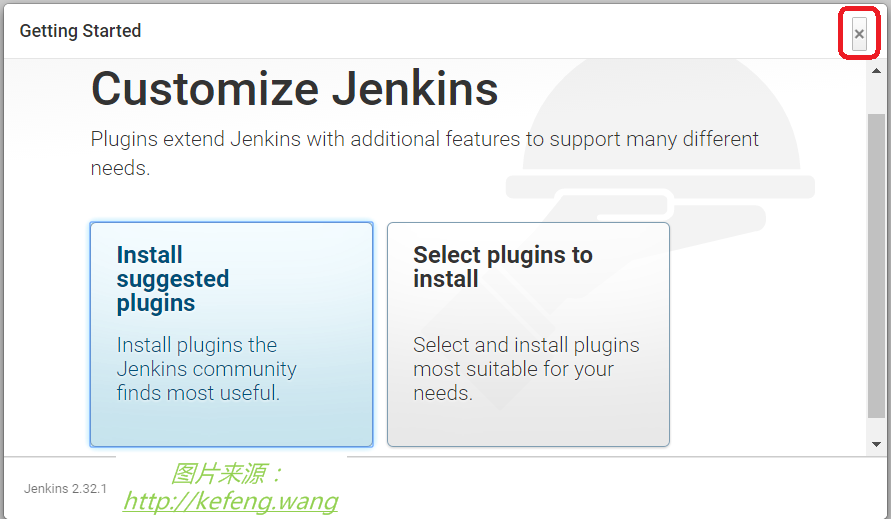 Getting Started
×
Customize Jenkins
Plugins extend Jenkins with additional features to support many different
needs.
Install
suggested
plugins
Install plugins the
Jenkins community
finds most useful.
Select plugins to
install
Select and install plugins
most suitable for your
needs.
Jenkins 2.32.1
图片来源：
http://kefeng.wang